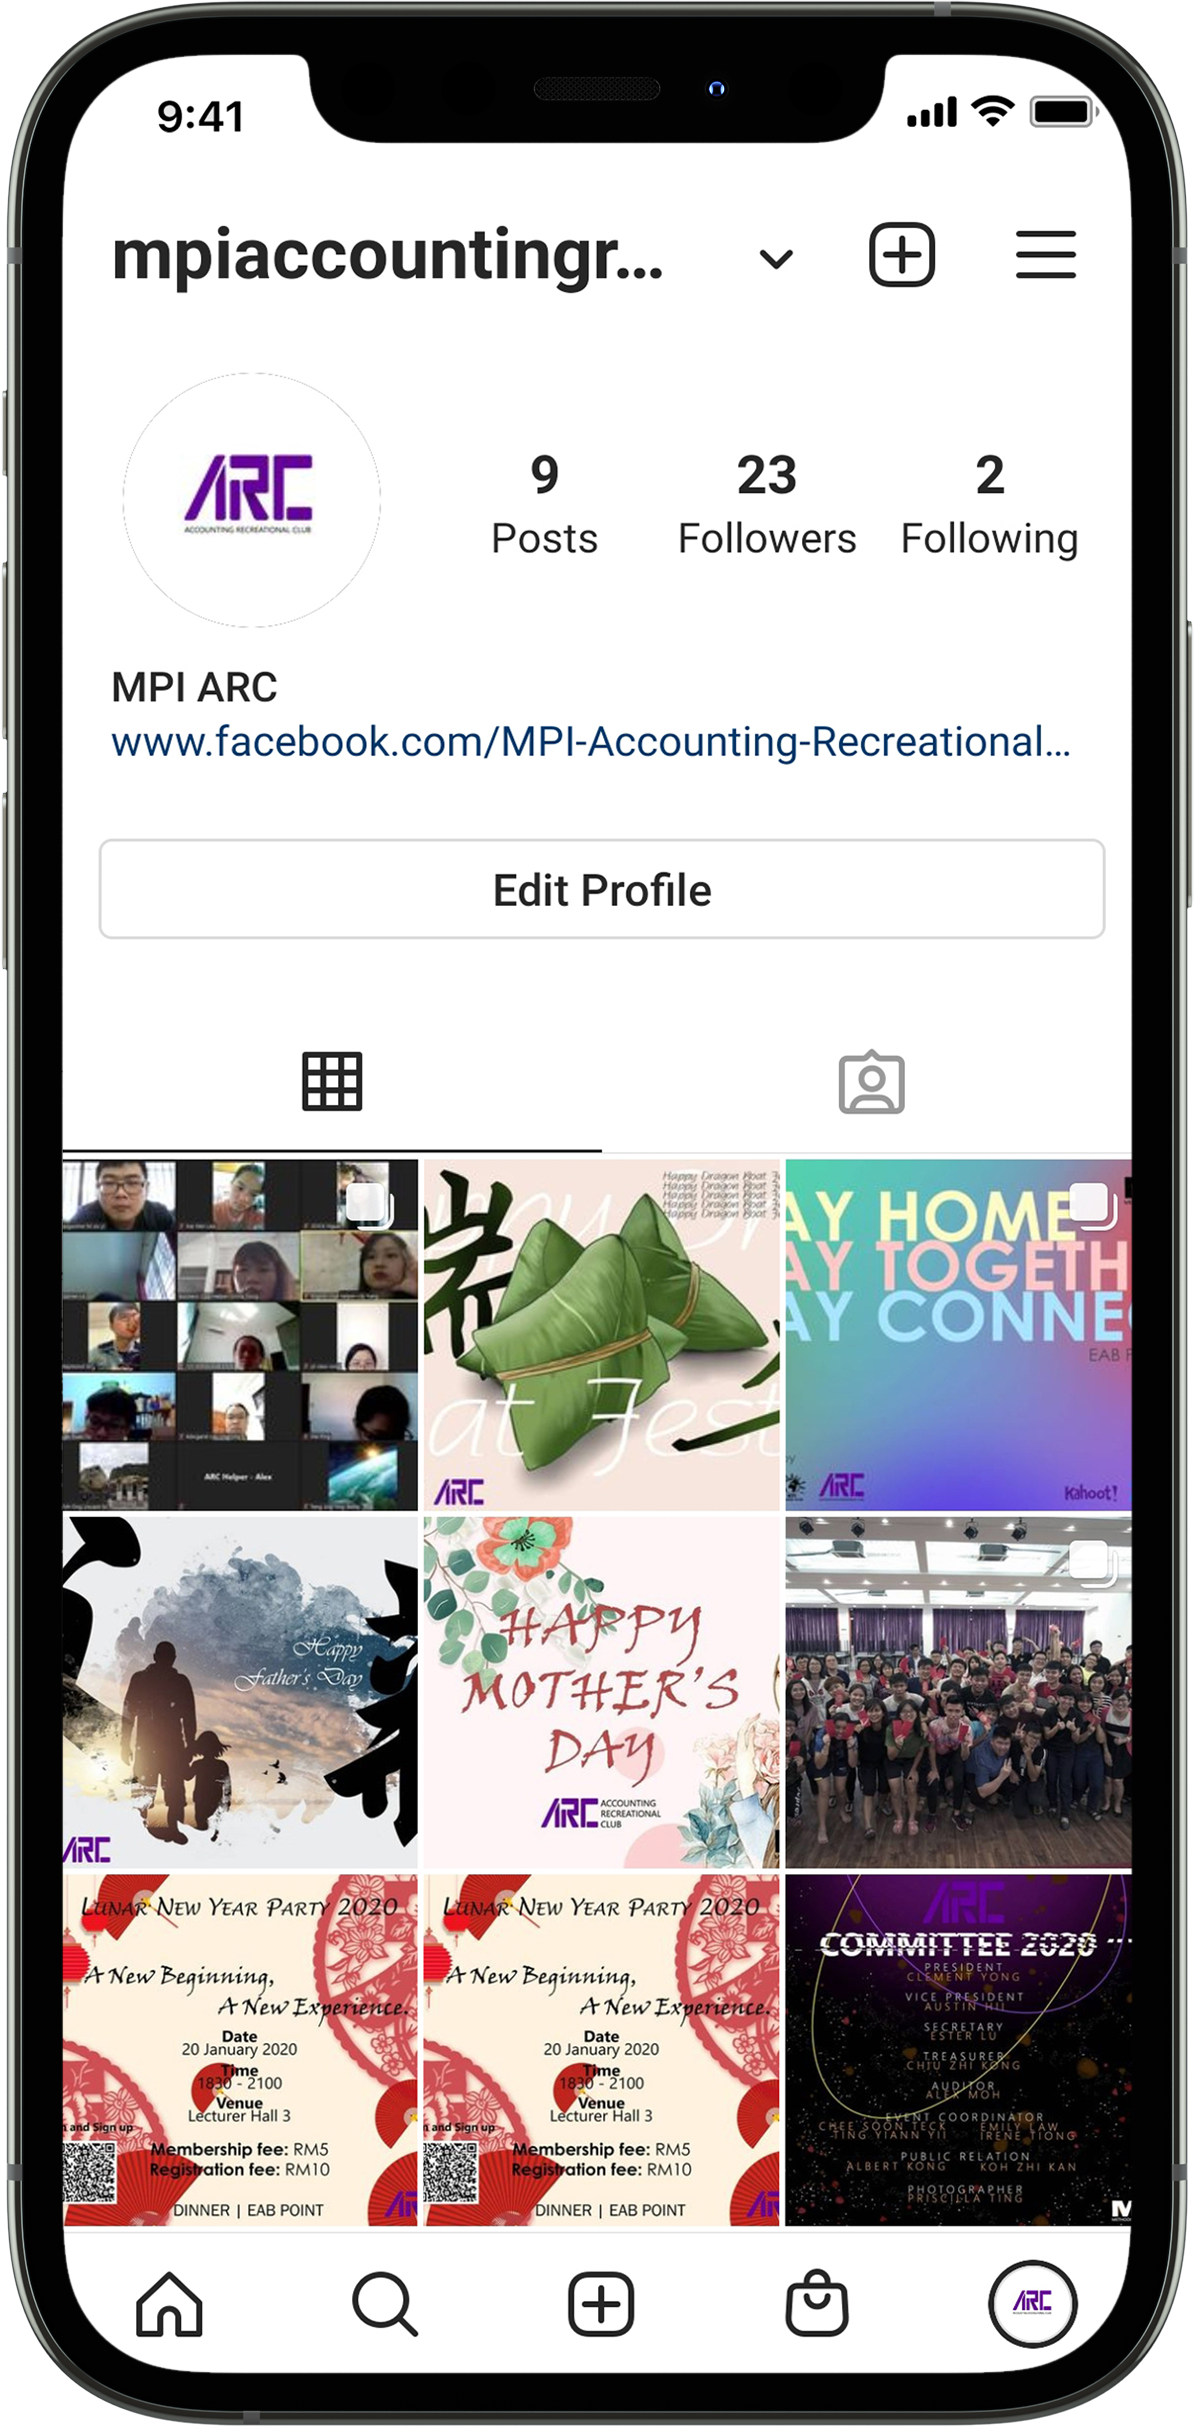 9:41
mpiaccountingr...
ARC
ACCOUNTING RECREATIONAL CLUB
9
Posts
23
Followers
2
Following
MPI ARC
www.facebook.com/MPI-Accounting-Recreational...
Edit Profile
ARC Helper - Alex
Happy Dragon Boat
Happy Dragon Boat
Happy Dragon Boat
Happy Dragon Boat
Happy Dragon Boat
端
at Fest
ARC
AY HOME
AY TOGETH
AY CONNEC
EAB P
ARC
Kahoot!
Happy
Father's Day
ARC
HAPPY
MOTHER'S
DAY
ARC
ACCOUNTING
RECREATIONAL
CLUB
LUNAR NEW YEAR PARTY 2020
A New Beginning,
A New Experience.
Date
20 January 2020
Time
1830 - 2100
Venue
Lecturer Hall 3
and Sign up
Membership fee: RM5
Registration fee: RM10
DINNER | EAB POINT
AR
LUNAR NEW YEAR PARTY 2020
A New Beginning,
A New Experience.
Date
20 January 2020
Time
1830 - 2100
Venue
Lecturer Hall 3
and Sign up
Membership fee: RM5
Registration fee: RM10
DINNER | EAB POINT
AR
ARC
COMMITTEE 2020
PRESIDENT
CLEMENT YONG
VICE PRESIDENT
AUSTIN HII
SECRETARY
ESTER LU
TREASURER
CHIU ZHI KONG
AUDITOR
ALEX MOH
EVENT COORDINATOR
CHEE SOON TECK EMILY LAW
TING YIANN YII IRENE TIONG
PUBLIC RELATION
ALBERT KONG KOH ZHI KAN
PHOTOGRAPHER
PRISCILLA TING
M
ARC